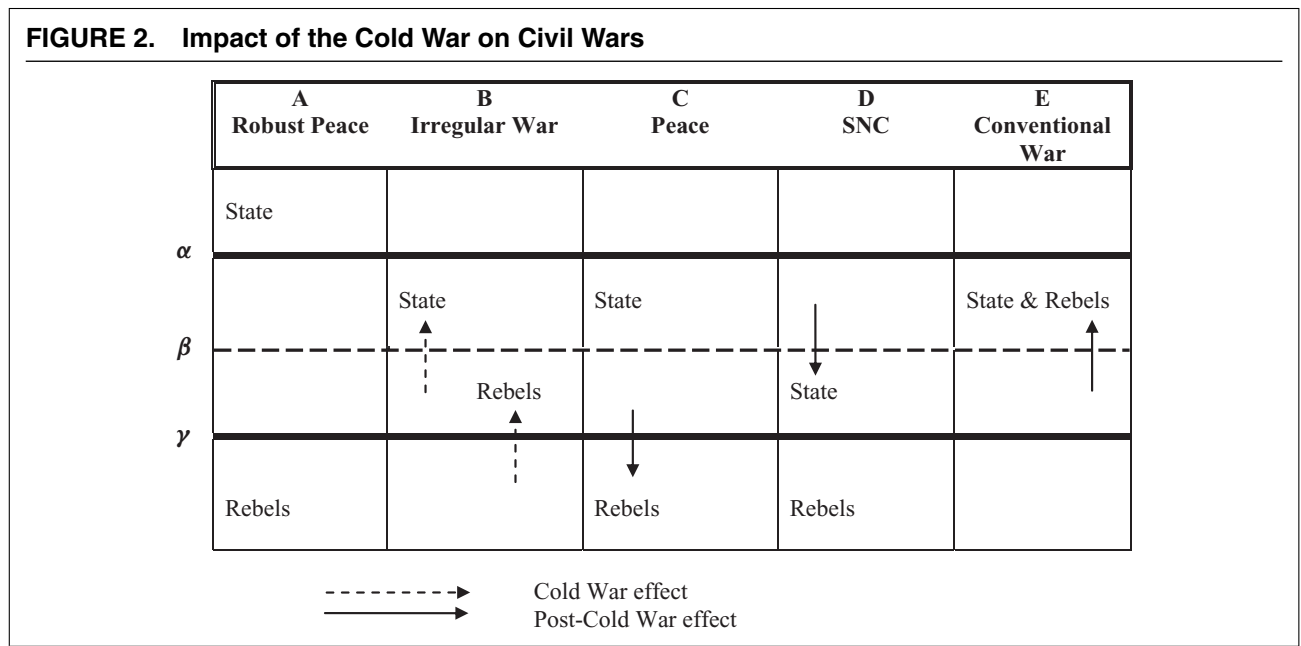 FIGURE 2. Impact of the Cold War on Civil Wars
A B C D E
Robust Peace Irregular War Peace SNC Conventional
War
State
α
State State State & Rebels
β
Rebels State
γ
Rebels Rebels Rebels
Cold War effect
Post-Cold War effect